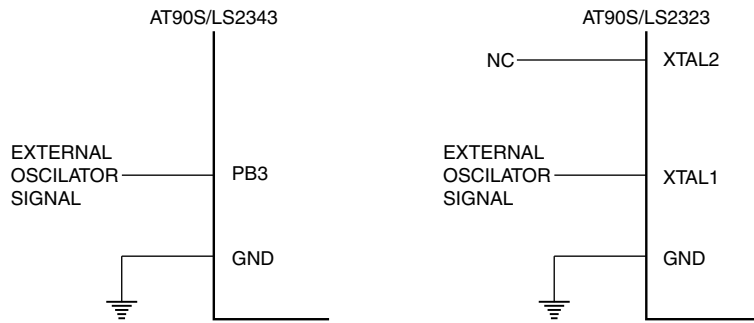 AT90S/LS2343
EXTERNAL
OSCILATOR
SIGNAL
PB3
GND
AT90S/LS2323
NC
XTAL2
EXTERNAL
OSCILATOR
SIGNAL
XTAL1
GND